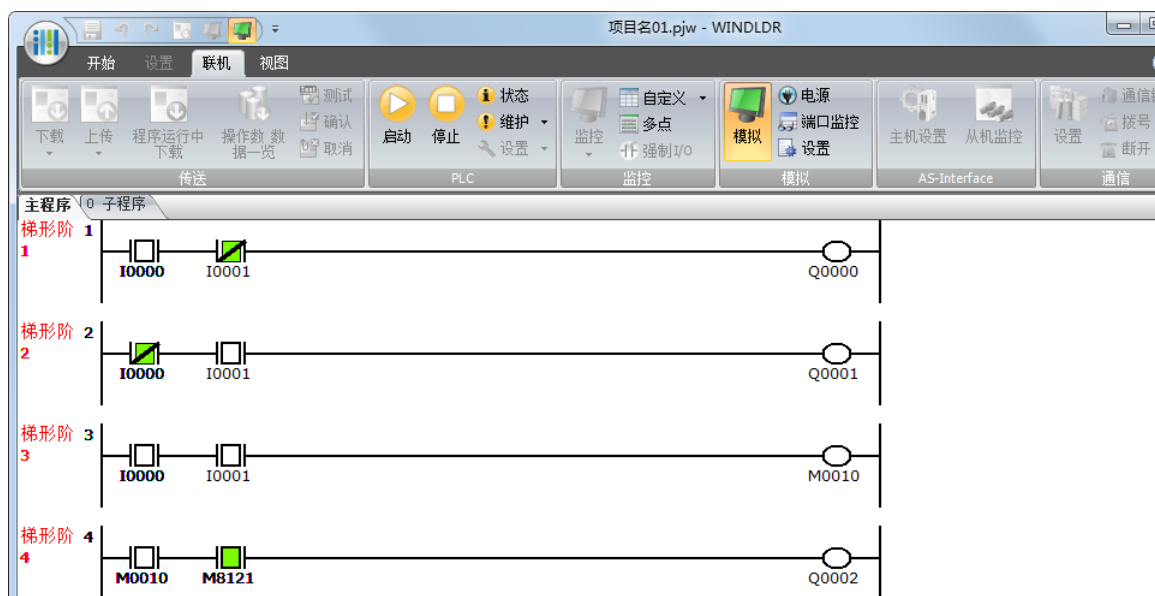 项目名01.pjw - WINDLDR
开始 设置 联机 视图
下载 上传 程序运行中下载 操作数 数据一览 测试 确认 取消
启动 停止 状态 维护 设置
监控 自定义 多点 强制I/O
模拟 电源 端口监控 设置
主机设置 从机监控
设置 通信 拨号 断开
传送 PLC 监控 模拟 AS-Interface 通信
主程序 0 子程序
梯形阶 1
1
I0000 I0001 Q0000
梯形阶 2
2
I0000 I0001 Q0001
梯形阶 3
3
I0000 I0001 M0010
梯形阶 4
4
M0010 M8121 Q0002